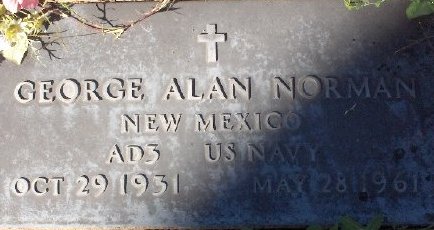 GEORGE ALAN NORMAN
NEW MEXICO
AD3 US NAVY
OCT 29 1931 MAY 28 1961